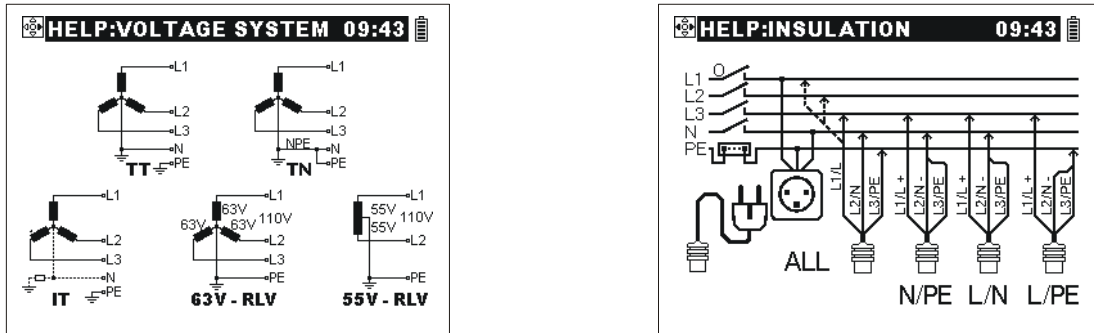 HELP:VOLTAGE SYSTEM 09:43
L1
L2
L3
N
PE
TT
L1
L2
L3
NPE
N
PE
TN
L1
L2
L3
N
PE
IT
63V
63V
63V
110V
L1
L2
L3
PE
63V - RLV
55V
55V
110V
L1
L2
PE
55V - RLV
HELP:INSULATION 09:43
O
L1
L2
L3
N
PE
L1/L
L2/N
L3/PE
L1/L +
L2/N -
L3/PE
L1/L +
L2/N -
L3/PE
L1/L +
L2/N -
L3/PE
ALL
N/PE L/N L/PE